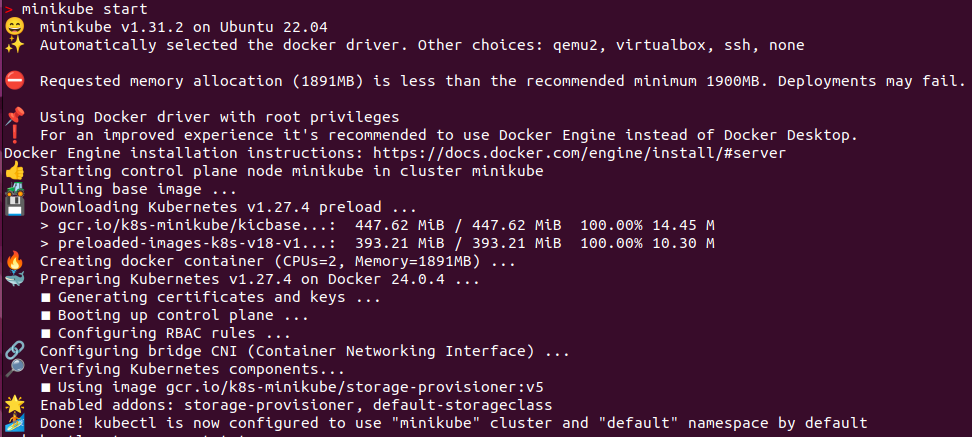 > minikube start
😄 minikube v1.31.2 on Ubuntu 22.04
✨ Automatically selected the docker driver. Other choices: qemu2, virtualbox, ssh, none
⛔ Requested memory allocation (1891MB) is less than the recommended minimum 1900MB. Deployments may fail.
📌 Using Docker driver with root privileges
❗ For an improved experience it's recommended to use Docker Engine instead of Docker Desktop.
Docker Engine installation instructions: https://docs.docker.com/engine/install/#server
👍 Starting control plane node minikube in cluster minikube
🚜 Pulling base image ...
💾 Downloading Kubernetes v1.27.4 preload ...
> gcr.io/k8s-minikube/kicbase...: 447.62 MiB / 447.62 MiB 100.00% 14.45 M
> preloaded-images-k8s-v18-v1...: 393.21 MiB / 393.21 MiB 100.00% 10.30 M
🔥 Creating docker container (CPUs=2, Memory=1891MB) ...
🐳 Preparing Kubernetes v1.27.4 on Docker 24.0.4 ...
▪ Generating certificates and keys ...
▪ Booting up control plane ...
▪ Configuring RBAC rules ...
🔗 Configuring bridge CNI (Container Networking Interface) ...
🔎 Verifying Kubernetes components...
▪ Using image gcr.io/k8s-minikube/storage-provisioner:v5
🌟 Enabled addons: storage-provisioner, default-storageclass
🏄 Done! kubectl is now configured to use "minikube" cluster and "default" namespace by default